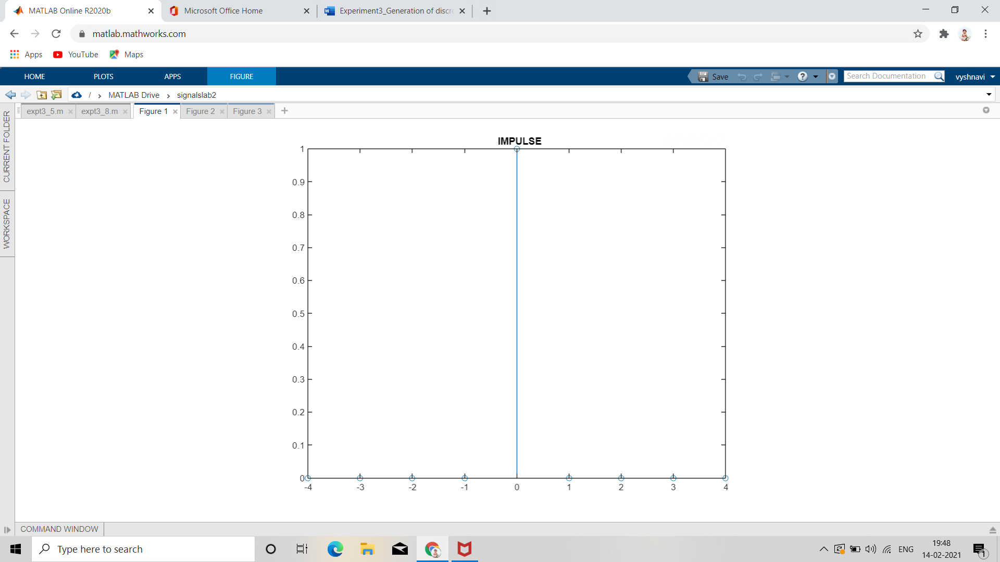 MATLAB Online R2020b
Microsoft Office Home
Experiment3_Generation of discre
matlab.mathworks.com
Apps
YouTube
Maps
HOME
PLOTS
APPS
FIGURE
Save
Search Documentation
vyshnavi
/ › MATLAB Drive › signalslab2
expt3_5.m
expt3_8.m
Figure 1
Figure 2
Figure 3
CURRENT FOLDER
WORKSPACE
IMPULSE
1
0.9
0.8
0.7
0.6
0.5
0.4
0.3
0.2
0.1
0
-4 -3 -2 -1 0 1 2 3 4
COMMAND WINDOW
Type here to search
ENG
19:48
14-02-2021
1